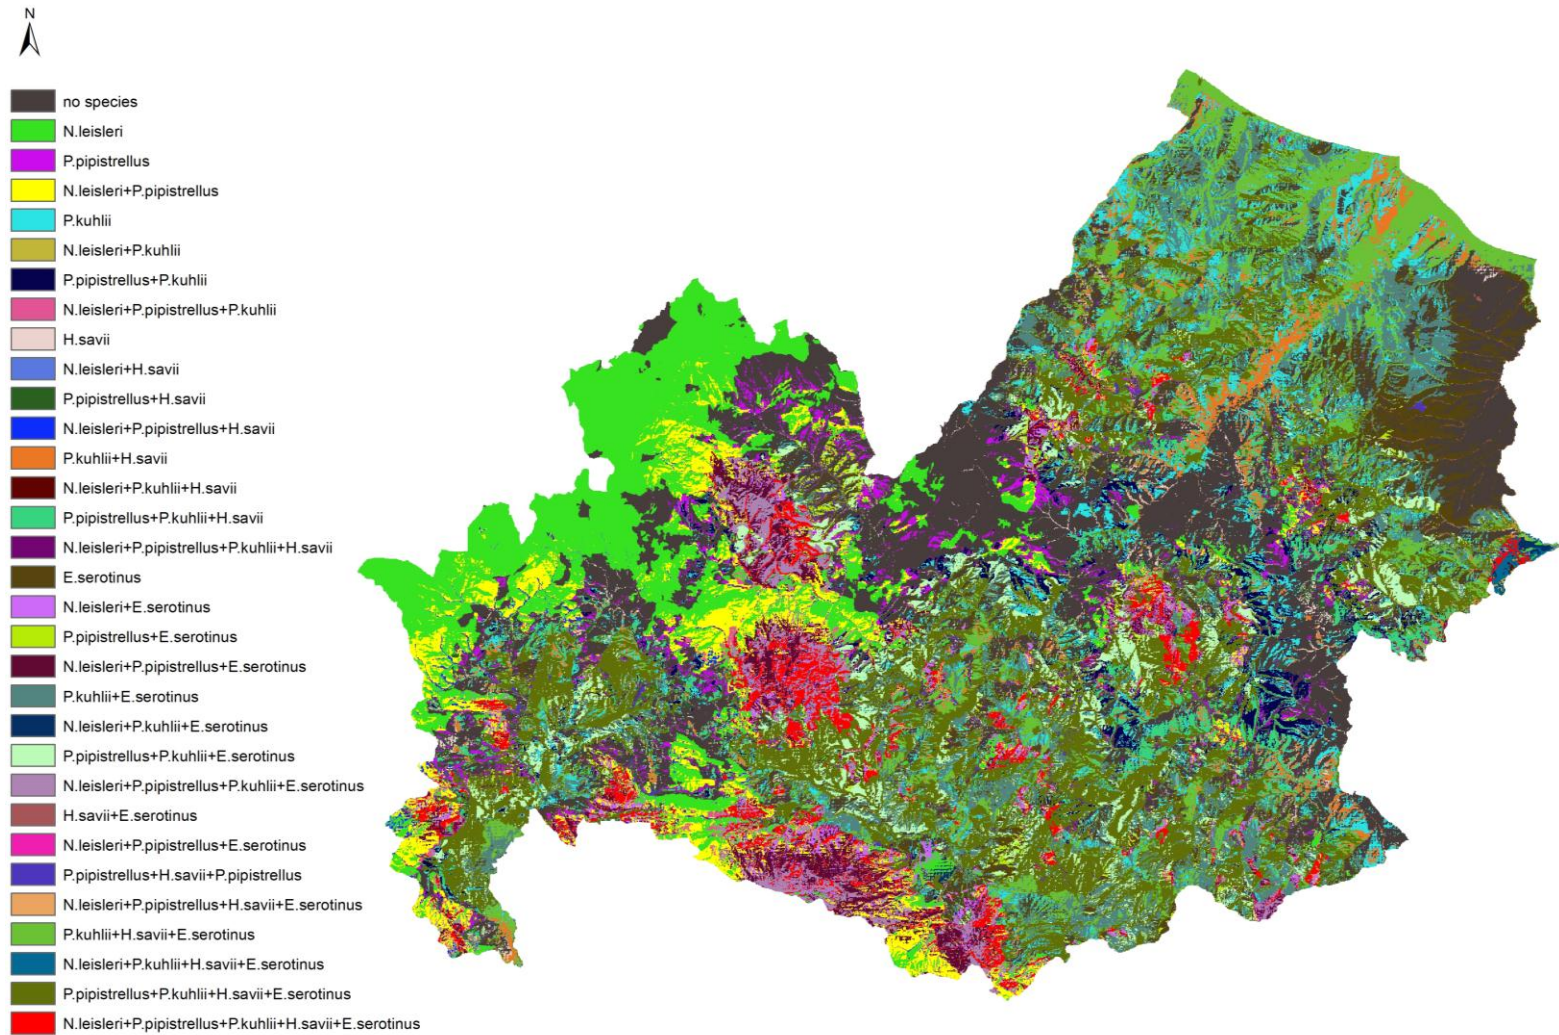 N
no species
N.leisleri
P.pipistrellus
N.leisleri+P.pipistrellus
P.kuhlii
N.leisleri+P.kuhlii
P.pipistrellus+P.kuhlii
N.leisleri+P.pipistrellus+P.kuhlii
H.savii
N.leisleri+H.savii
P.pipistrellus+H.savii
N.leisleri+P.pipistrellus+H.savii
P.kuhlii+H.savii
N.leisleri+P.kuhlii+H.savii
P.pipistrellus+P.kuhlii+H.savii
N.leisleri+P.pipistrellus+P.kuhlii+H.savii
E.serotinus
N.leisleri+E.serotinus
P.pipistrellus+E.serotinus
N.leisleri+P.pipistrellus+E.serotinus
P.kuhlii+E.serotinus
N.leisleri+P.kuhlii+E.serotinus
P.pipistrellus+P.kuhlii+E.serotinus
N.leisleri+P.pipistrellus+P.kuhlii+E.serotinus
H.savii+E.serotinus
N.leisleri+P.pipistrellus+E.serotinus
P.pipistrellus+H.savii+P.pipistrellus
N.leisleri+P.pipistrellus+H.savii+E.serotinus
P.kuhlii+H.savii+E.serotinus
N.leisleri+P.kuhlii+H.savii+E.serotinus
P.pipistrellus+P.kuhlii+H.savii+E.serotinus
N.leisleri+P.pipistrellus+P.kuhlii+H.savii+E.serotinus